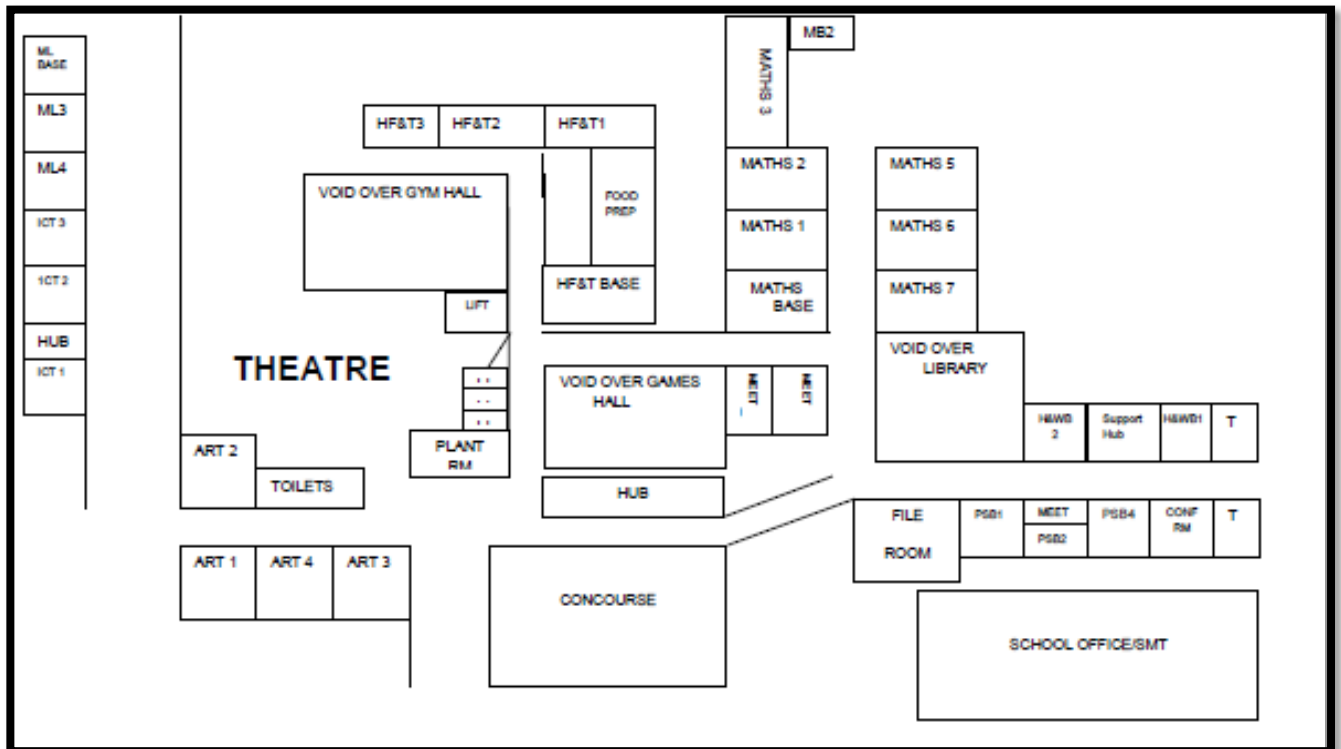 ML
BASE
ML3
ML4
ICT 3
1CT 2
HUB
ICT 1
THEATRE
HF&T3
HF&T2
HF&T1
VOID OVER GYM HALL
FOOD
PREP
HF&T BASE
LIFT
PLANT
RM
ART 2
TOILETS
ART 1
ART 4
ART 3
VOID OVER GAMES
HALL
MEET
MEET
HUB
CONCOURSE
MB2
MATHS 3
MATHS 2
MATHS 1
MATHS
BASE
MATHS 5
MATHS 6
MATHS 7
VOID OVER
LIBRARY
H&WB
2
Support
Hub
H&WB1
T
FILE
ROOM
PSB1
MEET
PSB2
PSB4
CONF
RM
T
SCHOOL OFFICE/SMT